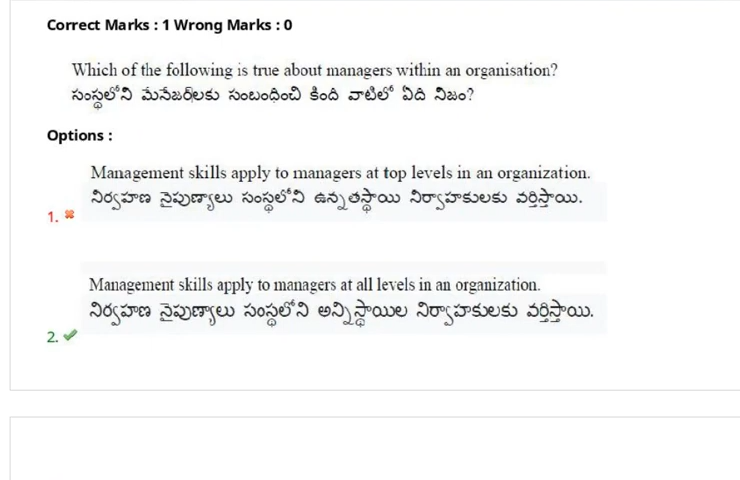 Correct Marks : 1 Wrong Marks : 0
Which of the following is true about managers within an organisation?
సంస్థలోని మేనేజర్‌లకు సంబంధించి కింది వాటిలో ఏది నిజం?
Options :
Management skills apply to managers at top levels in an organization.
నిర్వహణ నైపుణ్యాలు సంస్థలోని ఉన్నతస్థాయి నిర్వాహకులకు వర్తిస్తాయి.
1.
Management skills apply to managers at all levels in an organization.
నిర్వహణ నైపుణ్యాలు సంస్థలోని అన్నిస్థాయిల నిర్వాహకులకు వర్తిస్తాయి.
2.